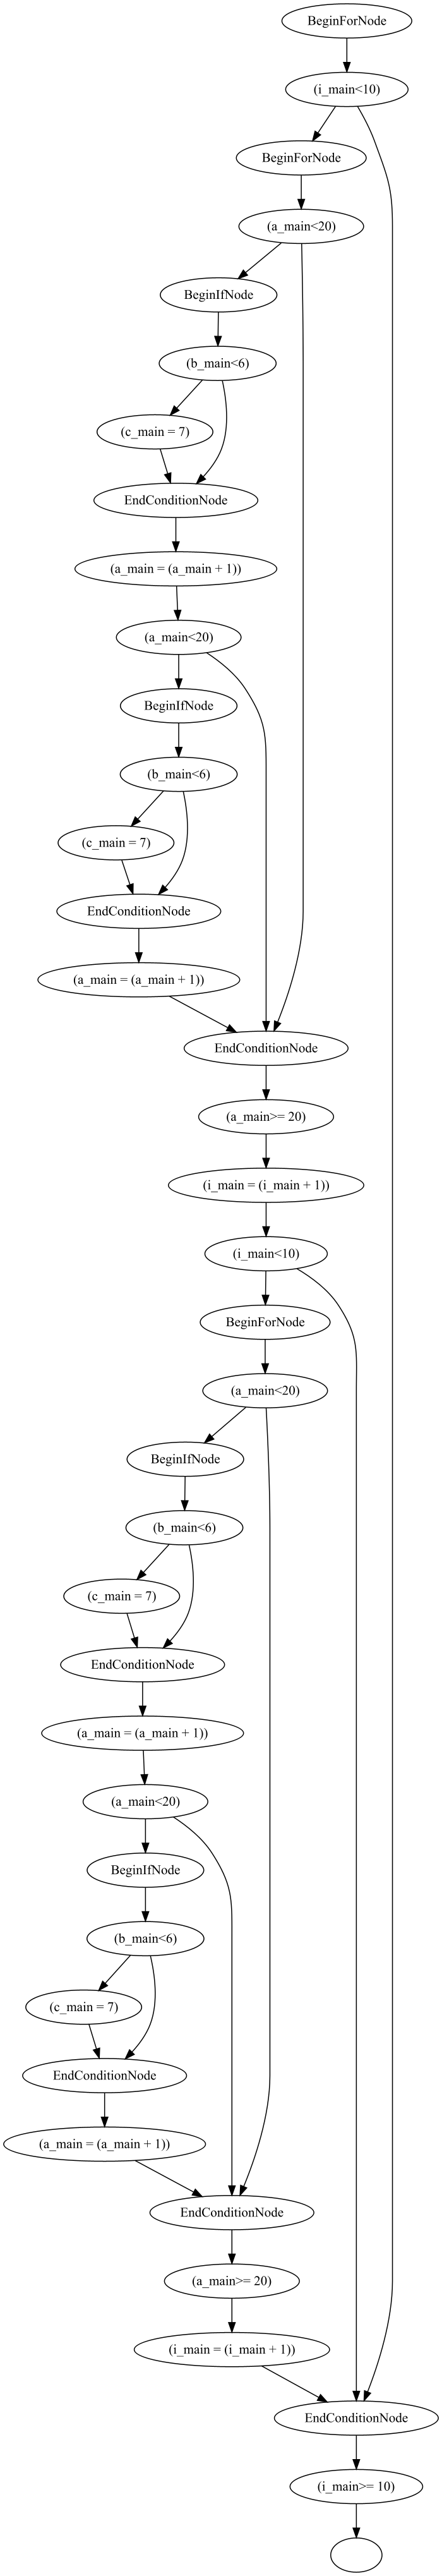 BeginForNode
(i_main<10)
BeginForNode
(a_main<20)
BeginIfNode
(b_main<6)
(c_main = 7)
EndConditionNode
(a_main = (a_main + 1))
(a_main<20)
BeginIfNode
(b_main<6)
(c_main = 7)
EndConditionNode
(a_main = (a_main + 1))
EndConditionNode
(a_main>= 20)
(i_main = (i_main + 1))
(i_main<10)
BeginForNode
(a_main<20)
BeginIfNode
(b_main<6)
(c_main = 7)
EndConditionNode
(a_main = (a_main + 1))
(a_main<20)
BeginIfNode
(b_main<6)
(c_main = 7)
EndConditionNode
(a_main = (a_main + 1))
EndConditionNode
(a_main>= 20)
(i_main = (i_main + 1))
EndConditionNode
(i_main>= 10)